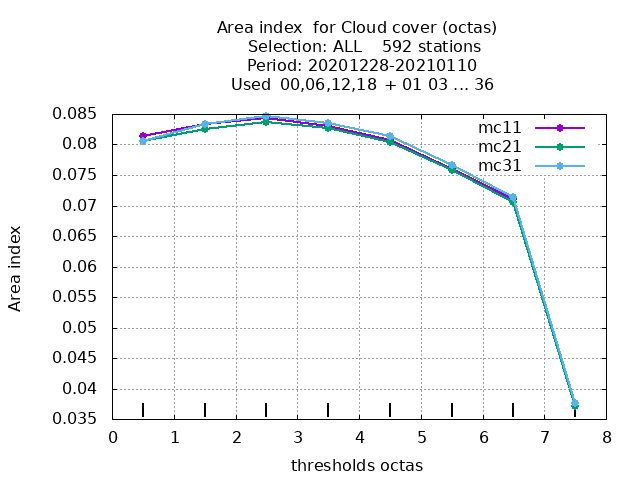 Area index  for Cloud cover (octas)
Selection: ALL    592 stations
Period: 20201228-20210110
Used  00,06,12,18  + 01 03 ... 36
mc11
mc21
mc31
0.085
0.08
0.075
0.07
0.065
0.06
0.055
0.05
0.045
0.04
0.035
Area index
0 1 2 3 4 5 6 7 8
thresholds octas